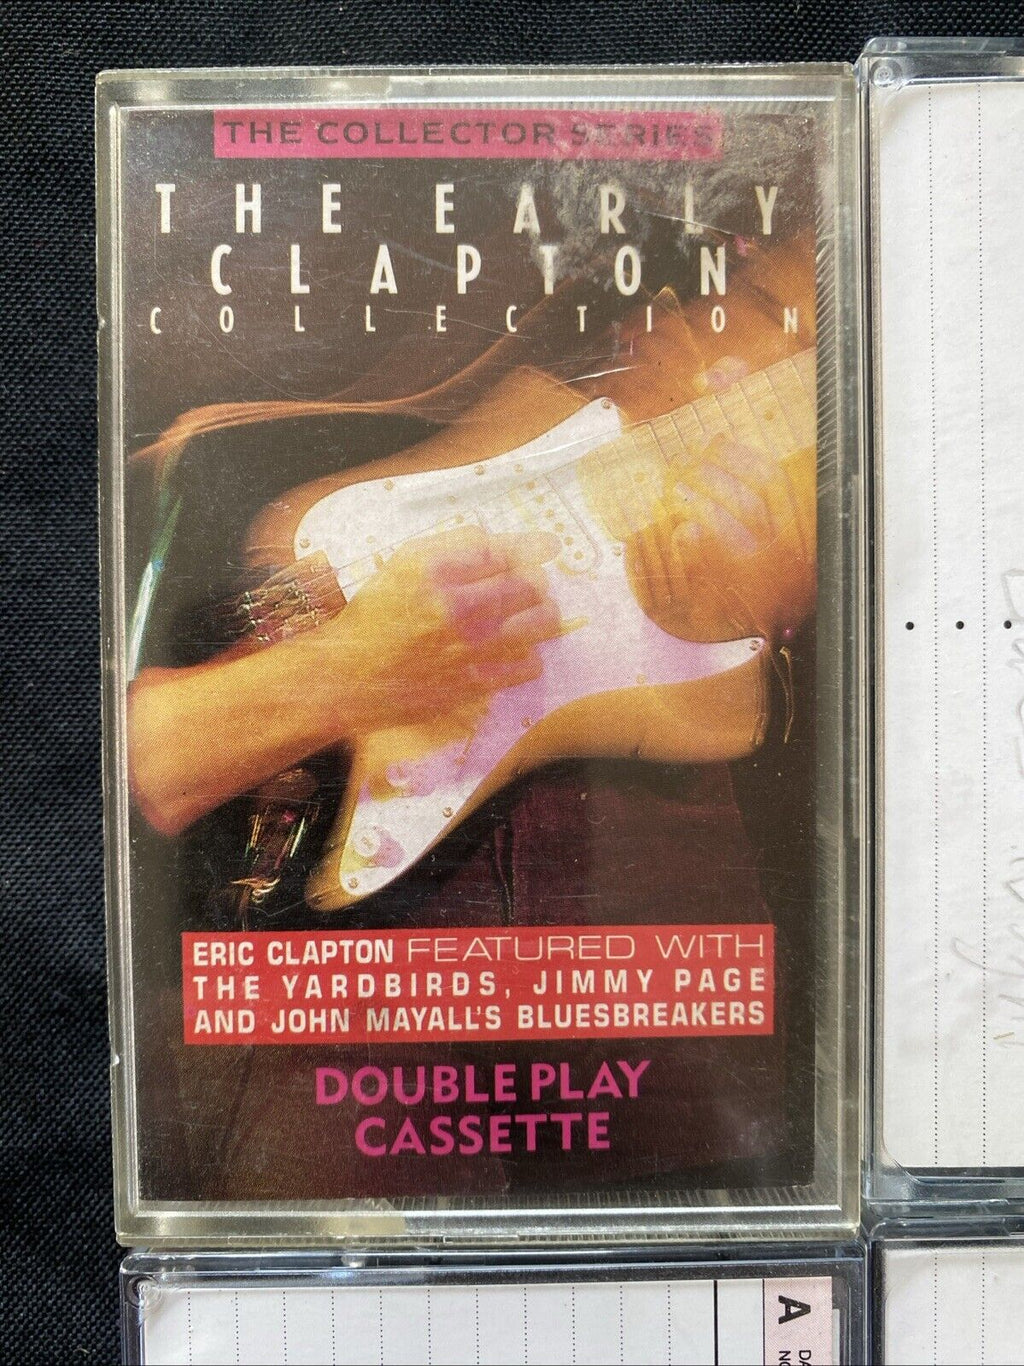 THE COLLECTOR SERIES
THE EARLY
CLAPTON
COLLECTION
ERIC CLAPTON FEATURED WITH
THE YARDBIRDS, JIMMY PAGE
AND JOHN MAYALL'S BLUESBREAKERS
DOUBLE PLAY
CASSETTE
A